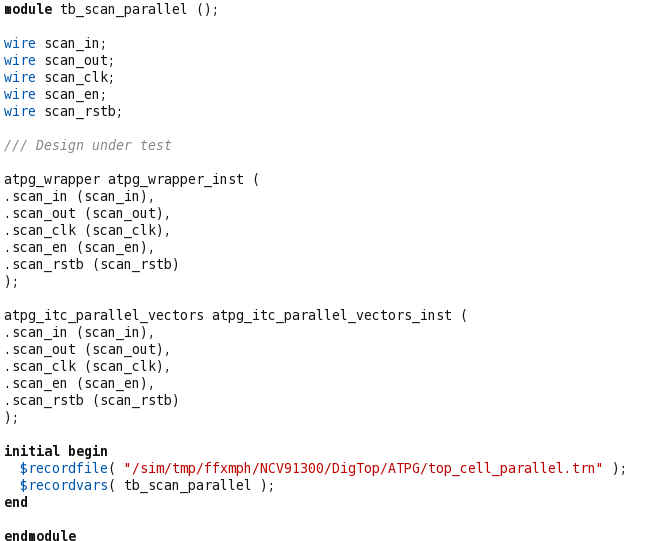 module tb_scan_parallel ();
wire scan_in;
wire scan_out;
wire scan_clk;
wire scan_en;
wire scan_rstb;
/// Design under test
atpg_wrapper atpg_wrapper_inst (
.scan_in (scan_in),
.scan_out (scan_out),
.scan_clk (scan_clk),
.scan_en (scan_en),
.scan_rstb (scan_rstb)
);
atpg_itc_parallel_vectors atpg_itc_parallel_vectors_inst (
.scan_in (scan_in),
.scan_out (scan_out),
.scan_clk (scan_clk),
.scan_en (scan_en),
.scan_rstb (scan_rstb)
);
initial begin
  $recordfile( "/sim/tmp/ffxmph/NCV91300/DigTop/ATPG/top_cell_parallel.trn" );
  $recordvars( tb_scan_parallel );
end
endmodule